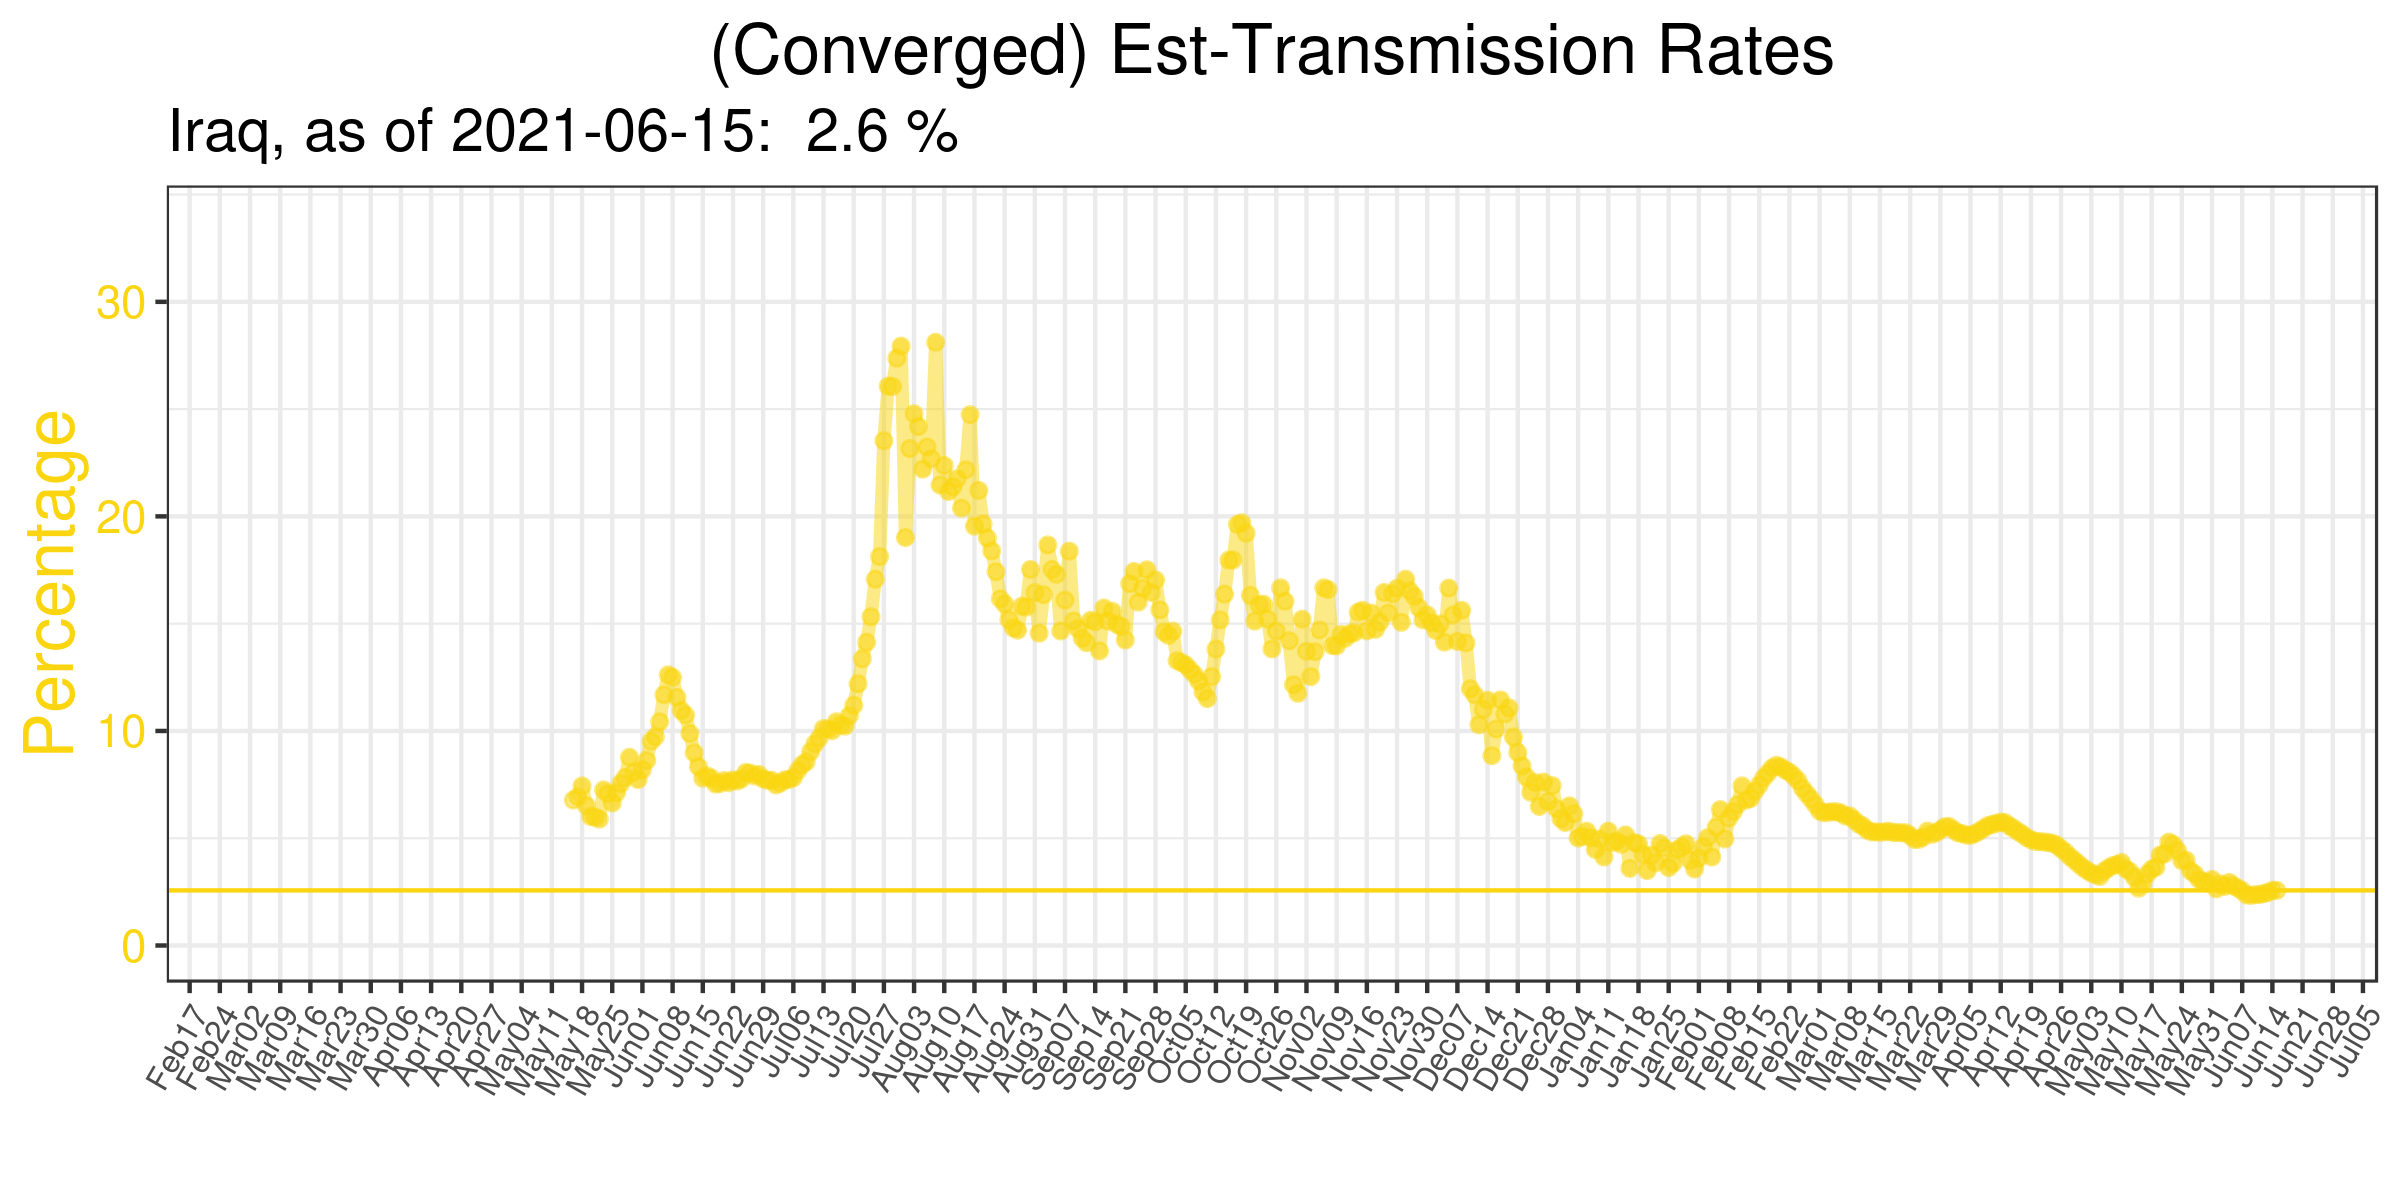 (Converged) Est-Transmission Rates
Iraq, as of 2021-06-15:  2.6 %
Percentage
30
20
10
0
Feb17
Feb24
Mar02
Mar09
Mar16
Mar23
Mar30
Apr06
Apr13
Apr20
Apr27
May04
May11
May18
May25
Jun01
Jun08
Jun15
Jun22
Jun29
Jul06
Jul13
Jul20
Jul27
Aug03
Aug10
Aug17
Aug24
Aug31
Sep07
Sep14
Sep21
Sep28
Oct05
Oct12
Oct19
Oct26
Nov02
Nov09
Nov16
Nov23
Nov30
Dec07
Dec14
Dec21
Dec28
Jan04
Jan11
Jan18
Jan25
Feb01
Feb08
Feb15
Feb22
Mar01
Mar08
Mar15
Mar22
Mar29
Apr05
Apr12
Apr19
Apr26
May03
May10
May17
May24
May31
Jun07
Jun14
Jun21
Jun28
Jul05